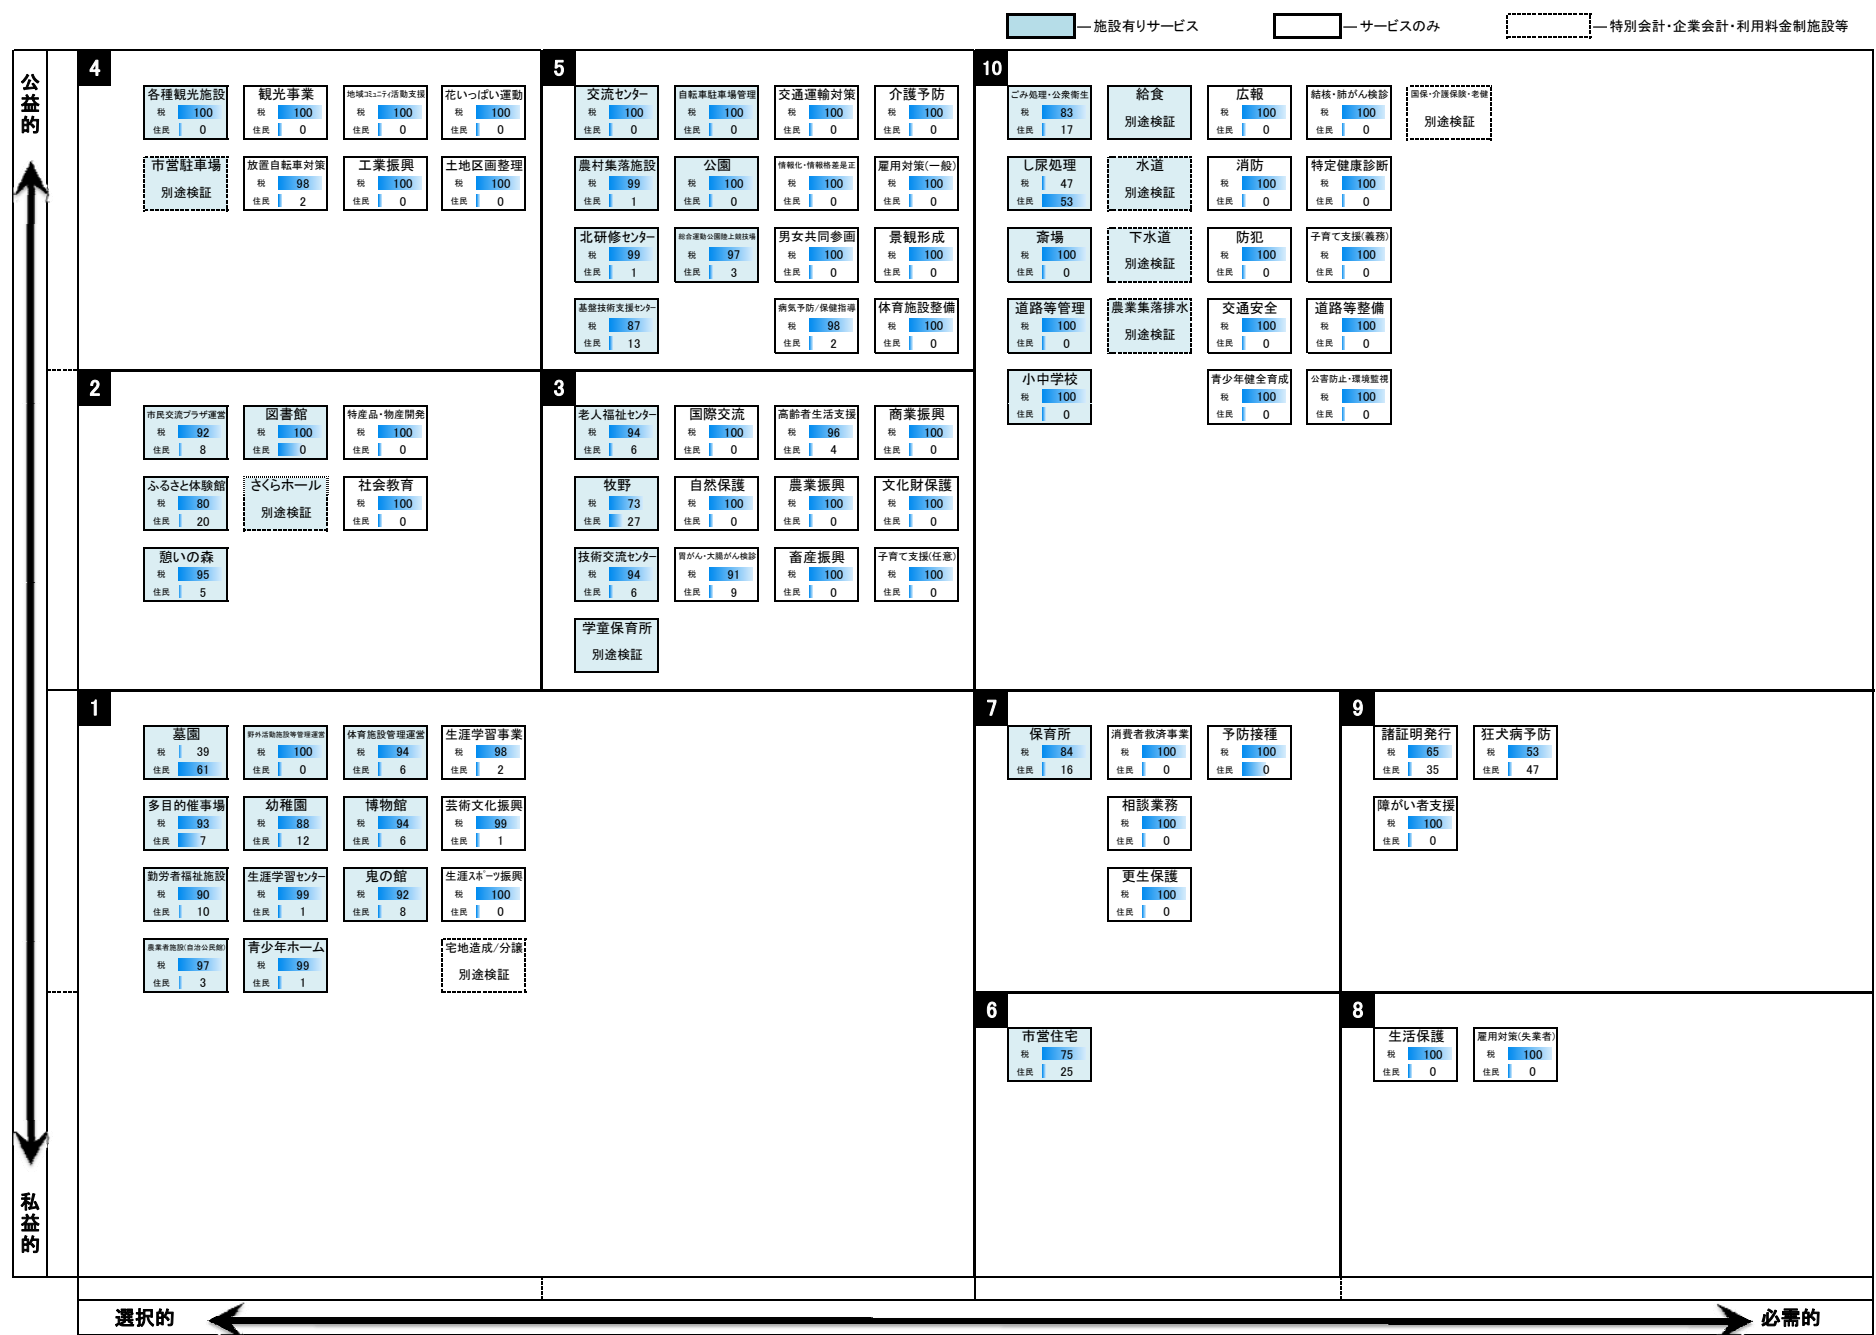 施設有りサービス
サービスのみ
特別会計・企業会計・利用料金制施設等
公益的
私益的
4
各種観光施設
税 100
住民 0
観光事業
税 100
住民 0
地域コミュニティ活動支援
税 100
住民 0
花いっぱい運動
税 100
住民 0
市営駐車場
別途検証
放置自転車対策
税 98
住民 2
工業振興
税 100
住民 0
土地区画整理
税 100
住民 0
5
交流センター
税 100
住民 0
自転車駐車場管理
税 100
住民 0
交通運輸対策
税 100
住民 0
介護予防
税 100
住民 0
農村集落施設
税 99
住民 1
公園
税 100
住民 0
情報化・情報格差是正
税 100
住民 0
雇用対策(一般)
税 100
住民 0
北研修センター
税 99
住民 1
総合運動公園陸上競技場
税 97
住民 3
男女共同参画
税 100
住民 0
景観形成
税 100
住民 0
基盤技術支援センター
税 87
住民 13
病気予防/保健指導
税 98
住民 2
体育施設整備
税 100
住民 0
10
ごみ処理・公衆衛生
税 83
住民 17
給食
別途検証
広報
税 100
住民 0
結核・肺がん検診
税 100
住民 0
国保・介護保険・老健
別途検証
し尿処理
税 47
住民 53
水道
別途検証
消防
税 100
住民 0
特定健康診断
税 100
住民 0
斎場
税 100
住民 0
下水道
別途検証
防犯
税 100
住民 0
子育て支援(義務)
税 100
住民 0
道路等管理
税 100
住民 0
農業集落排水
別途検証
交通安全
税 100
住民 0
道路等整備
税 100
住民 0
小中学校
税 100
住民 0
青少年健全育成
税 100
住民 0
公害防止・環境監視
税 100
住民 0
2
市民交流プラザ運営
税 92
住民 8
図書館
税 100
住民 0
特産品・物産開発
税 100
住民 0
ふるさと体験館
税 80
住民 20
さくらホール
別途検証
社会教育
税 100
住民 0
憩いの森
税 95
住民 5
3
老人福祉センター
税 94
住民 6
国際交流
税 100
住民 0
高齢者生活支援
税 96
住民 4
商業振興
税 100
住民 0
牧野
税 73
住民 27
自然保護
税 100
住民 0
農業振興
税 100
住民 0
文化財保護
税 100
住民 0
技術交流センター
税 94
住民 6
胃がん・大腸がん検診
税 91
住民 9
畜産振興
税 100
住民 0
子育て支援(任意)
税 100
住民 0
学童保育所
別途検証
1
墓園
税 39
住民 61
野外活動施設等管理運営
税 100
住民 0
体育施設管理運営
税 94
住民 6
生涯学習事業
税 98
住民 2
多目的催事場
税 93
住民 7
幼稚園
税 88
住民 12
博物館
税 94
住民 6
芸術文化振興
税 99
住民 1
勤労者福祉施設
税 90
住民 10
生涯学習センター
税 99
住民 1
鬼の館
税 92
住民 8
生涯スポーツ振興
税 100
住民 0
農業者施設(自治公民館)
税 97
住民 3
青少年ホーム
税 99
住民 1
宅地造成/分譲
別途検証
7
保育所
税 84
住民 16
消費者救済事業
税 100
住民 0
予防接種
税 100
住民 0
相談業務
税 100
住民 0
更生保護
税 100
住民 0
9
諸証明発行
税 65
住民 35
狂犬病予防
税 53
住民 47
障がい者支援
税 100
住民 0
6
市営住宅
税 75
住民 25
8
生活保護
税 100
住民 0
雇用対策(失業者)
税 100
住民 0
選択的
必需的